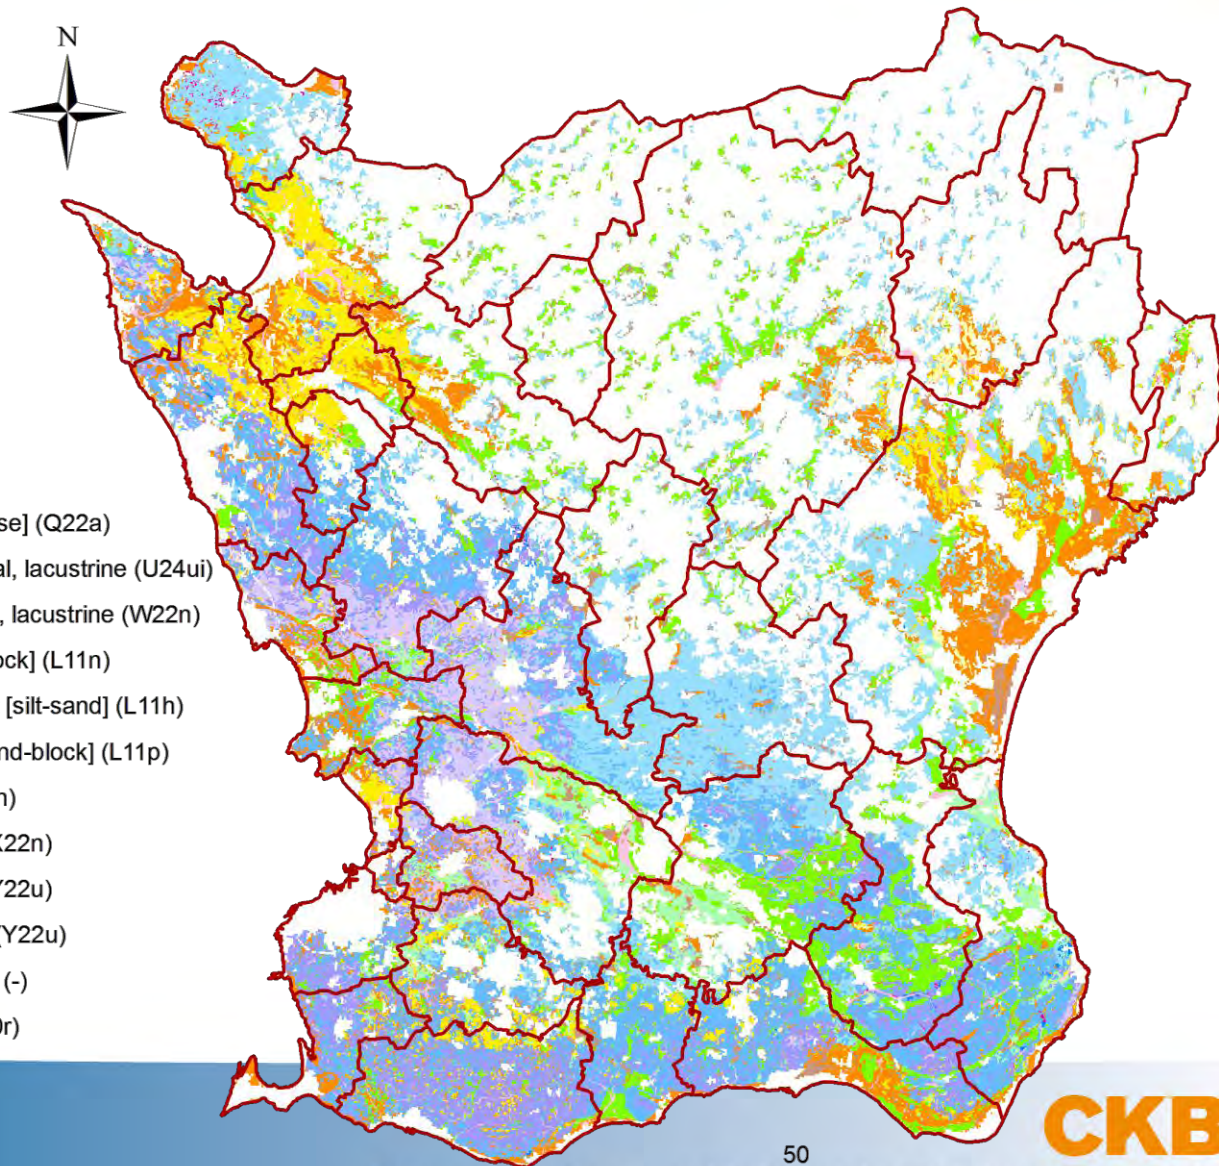 N
se] (Q22a)
al, lacustrine (U24ui)
, lacustrine (W22n)
ock] (L11n)
[silt-sand] (L11h)
nd-block] (L11p)
n)
X22n)
Y22u)
(Y22u)
(-)
0r)
50
CKB